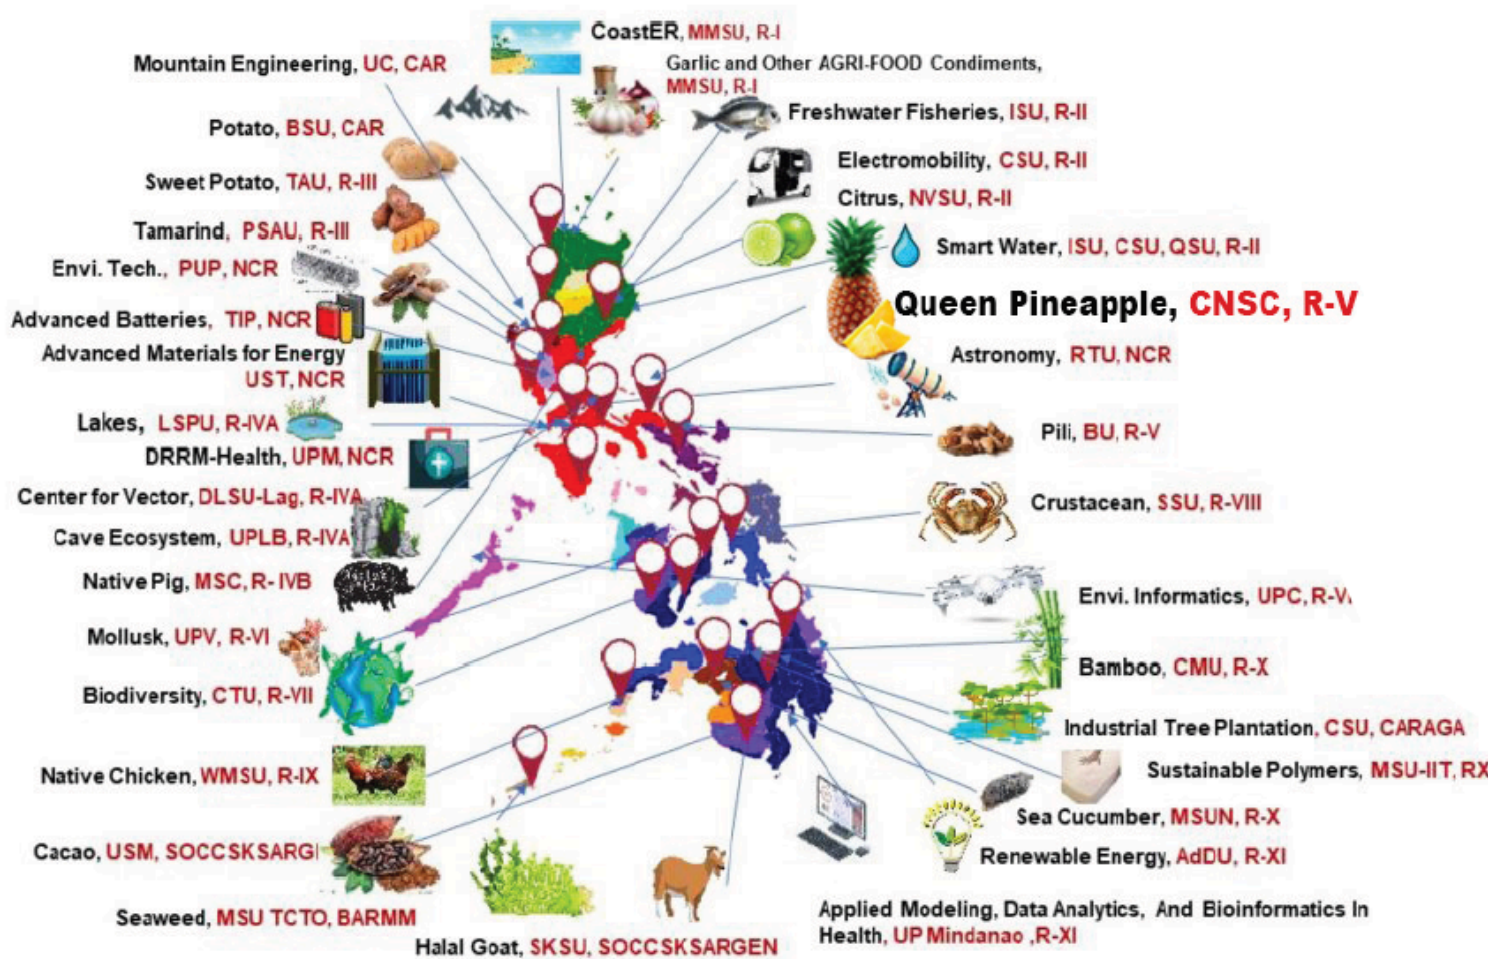 CoastER, MMSU, R-I
Mountain Engineering, UC, CAR
Garlic and Other AGRI-FOOD Condiments,
MMSU, R-I
Freshwater Fisheries, ISU, R-II
Potato, BSU, CAR
Electromobility, CSU, R-II
Sweet Potato, TAU, R-III
Citrus, NVSU, R-II
Tamarind, PSAU, R-III
Smart Water, ISU, CSU, QSU, R-II
Envi. Tech., PUP, NCR
Queen Pineapple, CNSC, R-V
Advanced Batteries, TIP, NCR
Advanced Materials for Energy
UST, NCR
Astronomy, RTU, NCR
Lakes, LSPU, R-IVA
Pili, BU, R-V
DRRM-Health, UPM, NCR
Center for Vector, DLSU-Lag, R-IVA
Crustacean, SSU, R-VIII
Cave Ecosystem, UPLB, R-IVA
Native Pig, MSC, R- IVB
Envi. Informatics, UPC, R-V
Mollusk, UPV, R-VI
Bamboo, CMU, R-X
Biodiversity, CTU, R-VII
Industrial Tree Plantation, CSU, CARAGA
Native Chicken, WMSU, R-IX
Sustainable Polymers, MSU-IIT, RX
Sea Cucumber, MSUN, R-X
Cacao, USM, SOCCSKSARG
Renewable Energy, AdDU, R-XI
Seaweed, MSU TCTO, BARMM
Applied Modeling, Data Analytics, And Bioinformatics In
Health, UP Mindanao ,R-XI
Halal Goat, SKSU, SOCCSKSARGEN